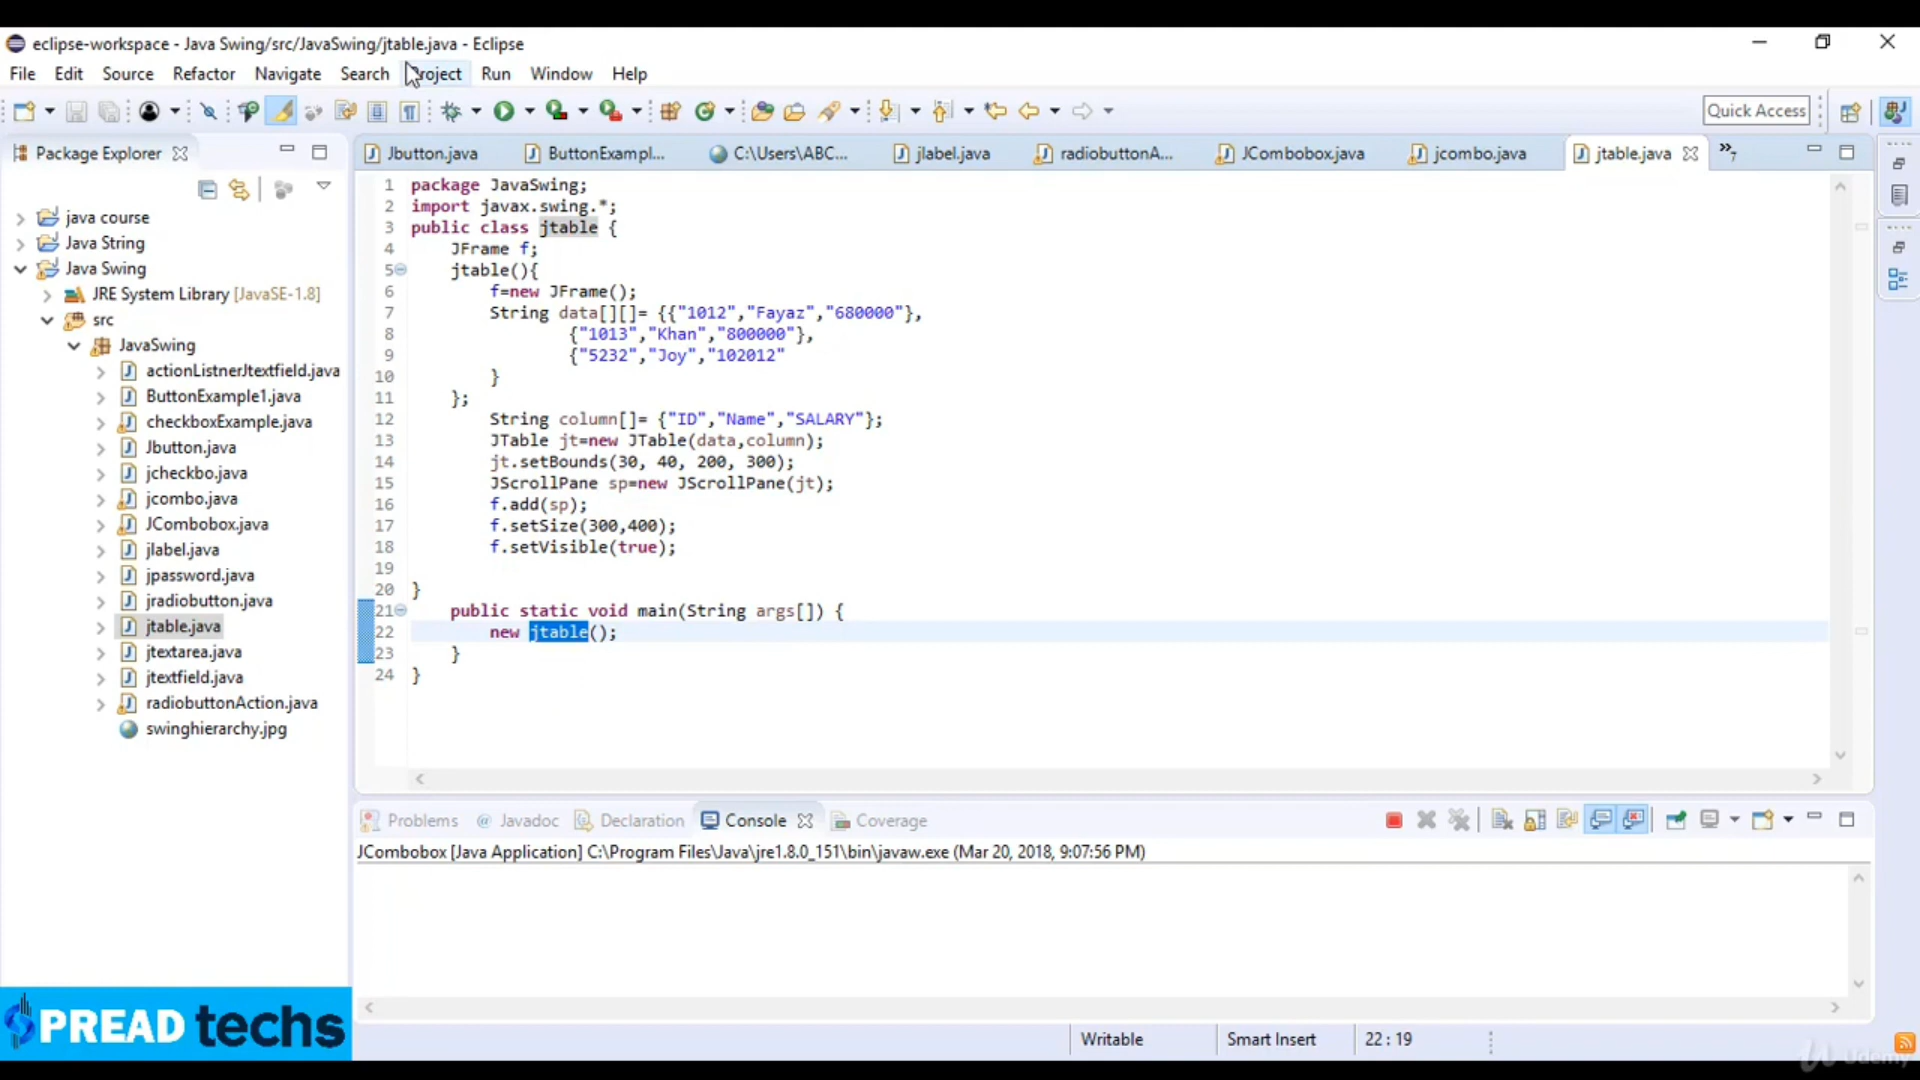 eclipse-workspace - Java Swing/src/JavaSwing/jtable.java - Eclipse
File Edit Source Refactor Navigate Search Project Run Window Help
Quick Access
Package Explorer
Jbutton.java ButtonExampl... C:\Users\ABC... jlabel.java radiobuttonA... JCombobox.java jcombo.java jtable.java »7
java course
Java String
Java Swing
JRE System Library [JavaSE-1.8]
src
JavaSwing
actionListnerJtextfield.java
ButtonExample1.java
checkboxExample.java
Jbutton.java
jcheckbo.java
jcombo.java
JCombobox.java
jlabel.java
jpassword.java
jradiobutton.java
jtable.java
jtextarea.java
jtextfield.java
radiobuttonAction.java
swinghierarchy.jpg
1 package JavaSwing;
2 import javax.swing.*;
3 public class jtable {
4 JFrame f;
5 jtable(){
6 f=new JFrame();
7 String data[][]= {{"1012","Fayaz","680000"},
8 {"1013","Khan","800000"},
9 {"5232","Joy","102012"
10 }
11 };
12 String column[]= {"ID","Name","SALARY"};
13 JTable jt=new JTable(data,column);
14 jt.setBounds(30, 40, 200, 300);
15 JScrollPane sp=new JScrollPane(jt);
16 f.add(sp);
17 f.setSize(300,400);
18 f.setVisible(true);
19
20 }
21 public static void main(String args[]) {
22 new jtable();
23 }
24 }
Problems Javadoc Declaration Console Coverage
JCombobox [Java Application] C:\Program Files\Java\jre1.8.0_151\bin\javaw.exe (Mar 20, 2018, 9:07:56 PM)
SPREAD techs
Writable Smart Insert 22 : 19
Udemy